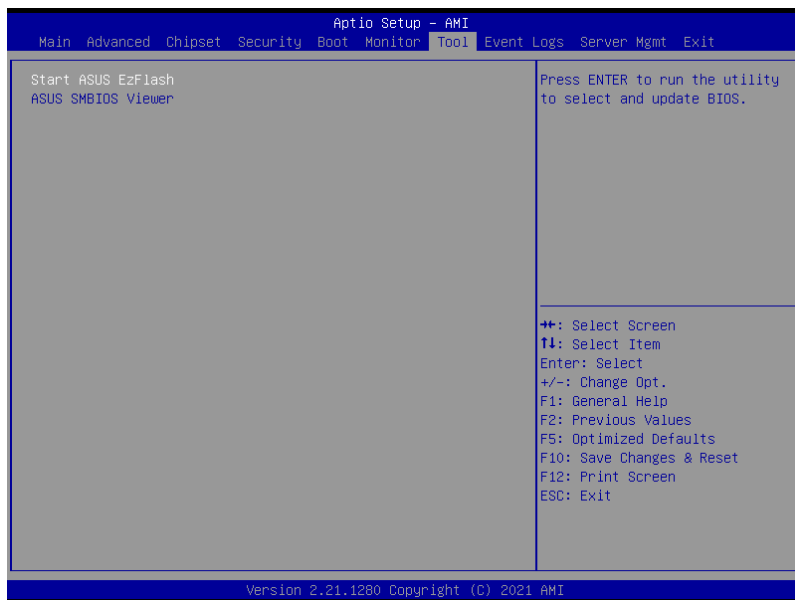 Aptio Setup – AMI
Main Advanced Chipset Security Boot Monitor Tool Event Logs Server Mgmt Exit
Start ASUS EzFlash
ASUS SMBIOS Viewer
Press ENTER to run the utility
to select and update BIOS.
→←: Select Screen
↑↓: Select Item
Enter: Select
+/-: Change Opt.
F1: General Help
F2: Previous Values
F5: Optimized Defaults
F10: Save Changes & Reset
F12: Print Screen
ESC: Exit
Version 2.21.1280 Copyright (C) 2021 AMI